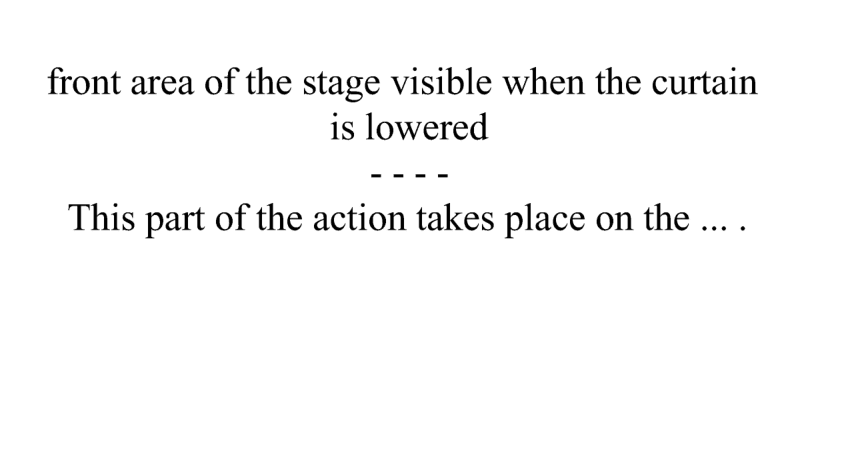 front area of the stage visible when the curtain
is lowered
- - - -
This part of the action takes place on the ... .